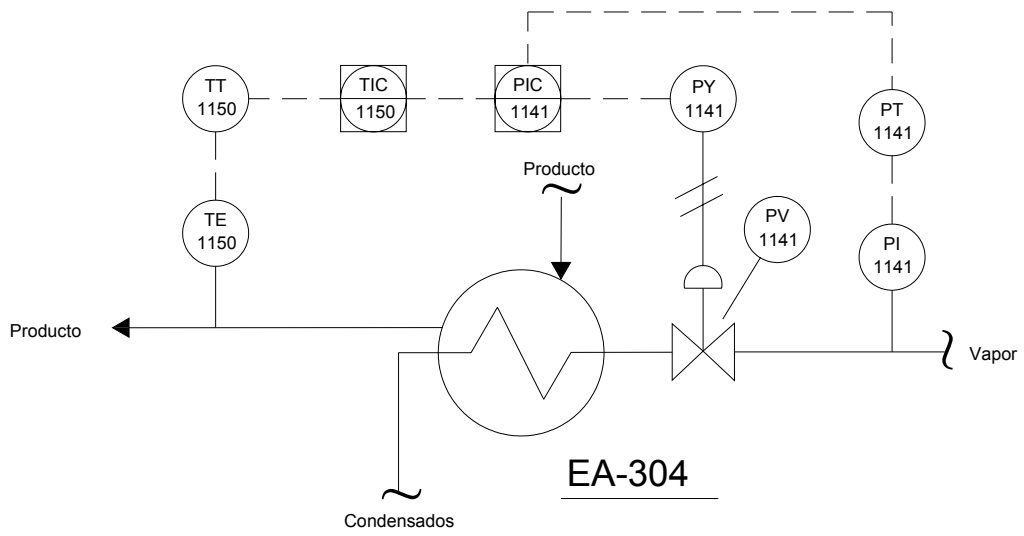 TT
1150
TIC
1150
PIC
1141
PY
1141
PT
1141
Producto
TE
1150
PV
1141
PI
1141
Producto
Vapor
EA-304
Condensados